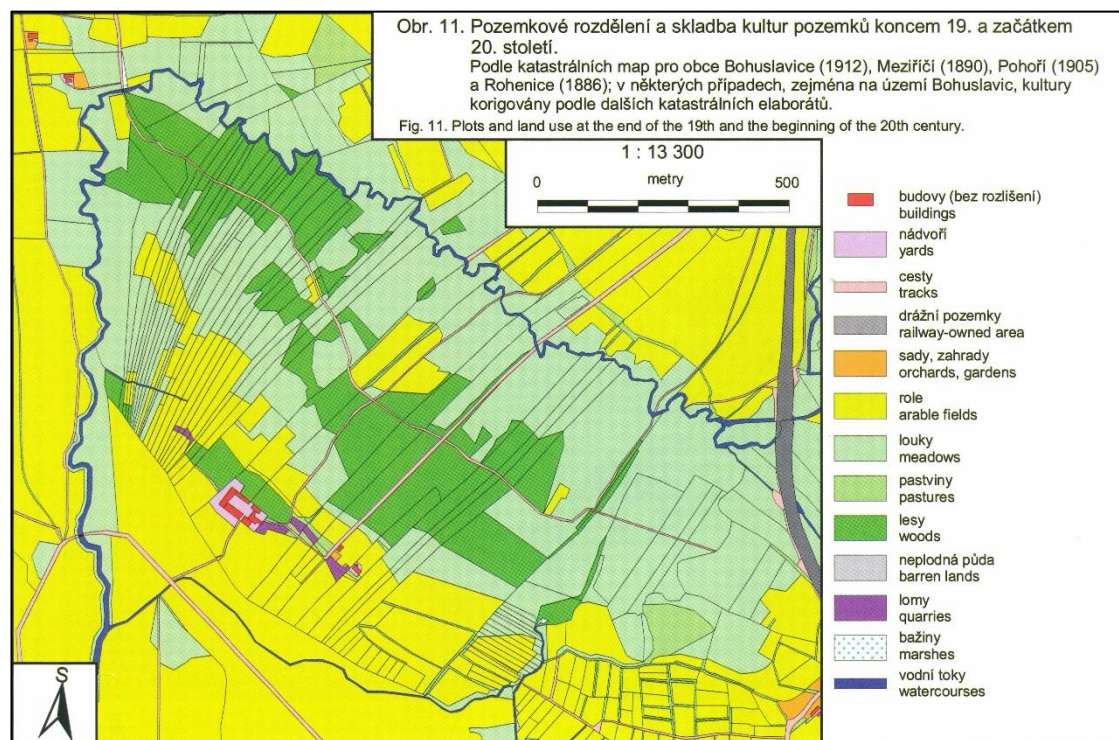 Obr. 11. Pozemkové rozdělení a skladba kultur pozemků koncem 19. a začátkem
20. století.
Podle katastrálních map pro obce Bohuslavice (1912), Meziříčí (1890), Pohoří (1905)
a Rohenice (1886); v některých případech, zejména na území Bohuslavic, kultury
korigovány podle dalších katastrálních elaborátů.
Fig. 11. Plots and land use at the end of the 19th and the beginning of the 20th century.
1 : 13 300
metry
0 500
budovy (bez rozlišení)
buildings
nádvoří
yards
cesty
tracks
drážní pozemky
railway-owned area
sady, zahrady
orchards, gardens
role
arable fields
louky
meadows
pastviny
pastures
lesy
woods
neplodná půda
barren lands
lomy
quarries
bažiny
marshes
vodní toky
watercourses
S